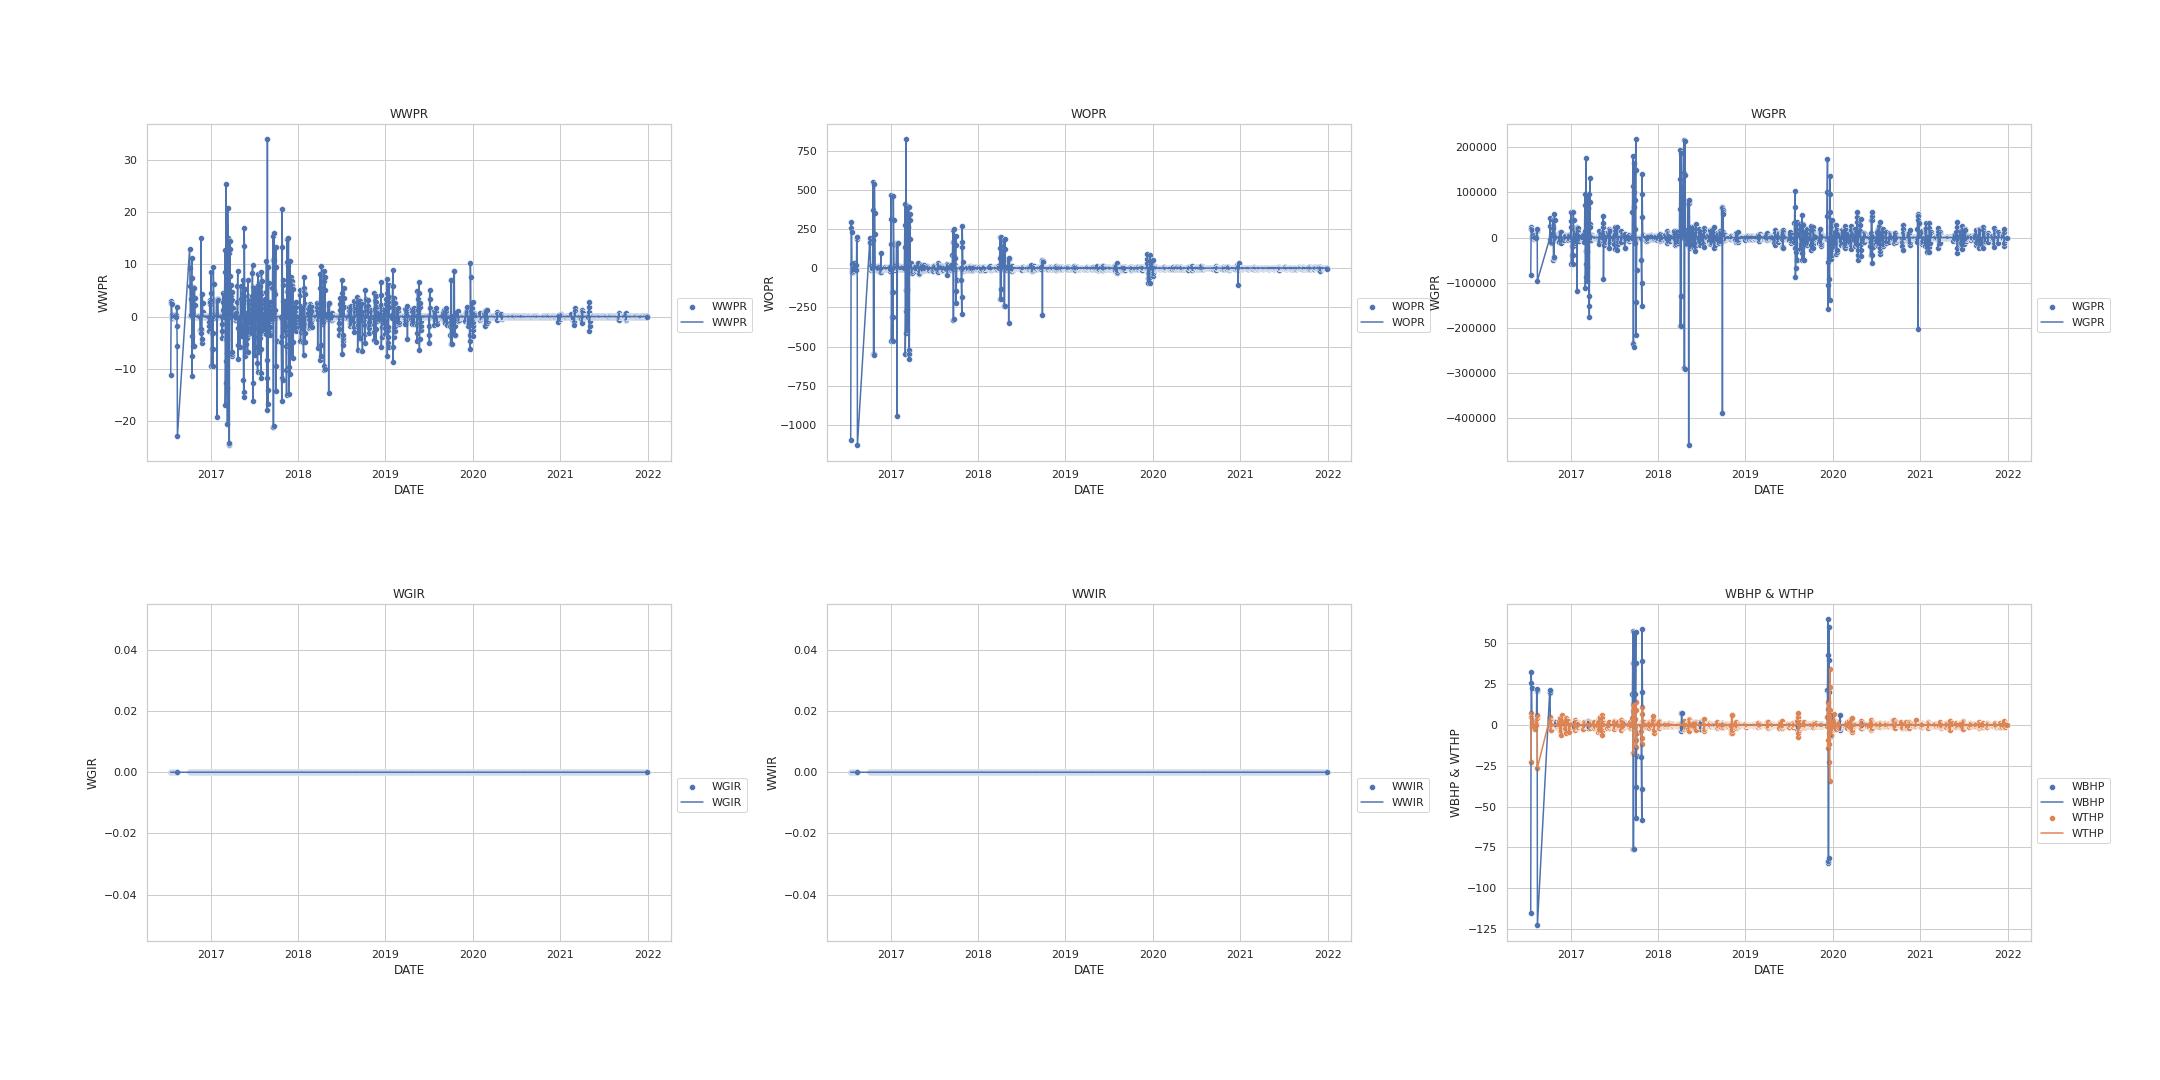 WWPR
WWPR
30
20
10
0
−10
−20
2017 2018 2019 2020 2021 2022
DATE
WWPR
WWPR
WOPR
WOPR
750
500
250
0
−250
−500
−750
−1000
2017 2018 2019 2020 2021 2022
DATE
WOPR
WOPR
WGPR
WGPR
200000
100000
0
−100000
−200000
−300000
−400000
2017 2018 2019 2020 2021 2022
DATE
WGPR
WGPR
WGIR
WGIR
0.04
0.02
0.00
−0.02
−0.04
2017 2018 2019 2020 2021 2022
DATE
WGIR
WGIR
WWIR
WWIR
0.04
0.02
0.00
−0.02
−0.04
2017 2018 2019 2020 2021 2022
DATE
WWIR
WWIR
WBHP & WTHP
WBHP & WTHP
50
25
0
−25
−50
−75
−100
−125
2017 2018 2019 2020 2021 2022
DATE
WBHP
WBHP
WTHP
WTHP